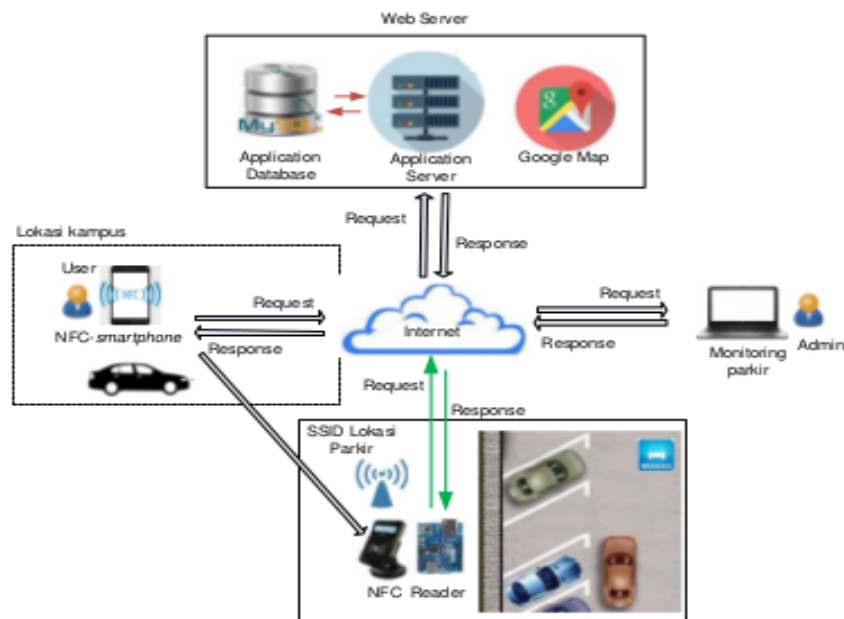 Web Server
MySQL
Application
Database
Application
Server
Google Map
Request
Response
Lokasi kampus
User
NFC
NFC-smartphone
Request
Response
Internet
Request
Response
Monitoring
parkir
Admin
Request
Response
SSID Lokasi
Parkir
NFC Reader